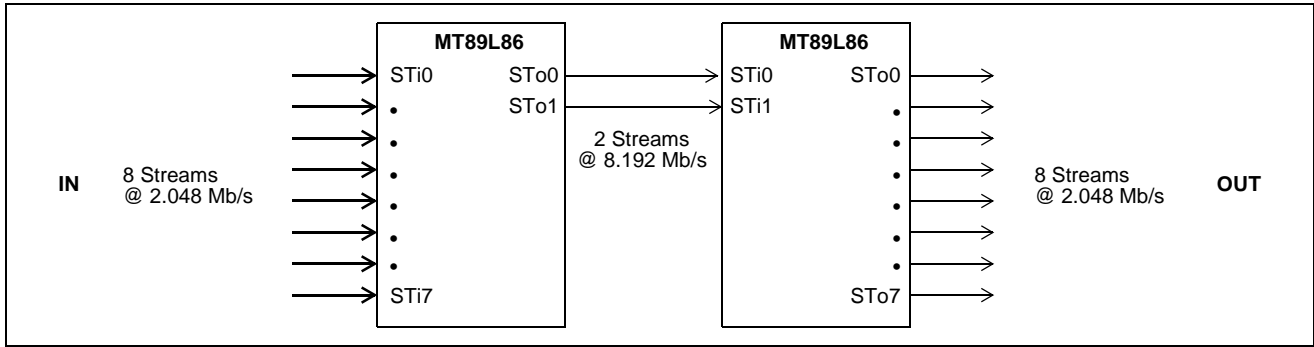 MT89L86
MT89L86
STi0
STo0
STi0
STo0
STo1
STi1
2 Streams
@ 8.192 Mb/s
IN
8 Streams
@ 2.048 Mb/s
8 Streams
@ 2.048 Mb/s
OUT
STi7
STo7